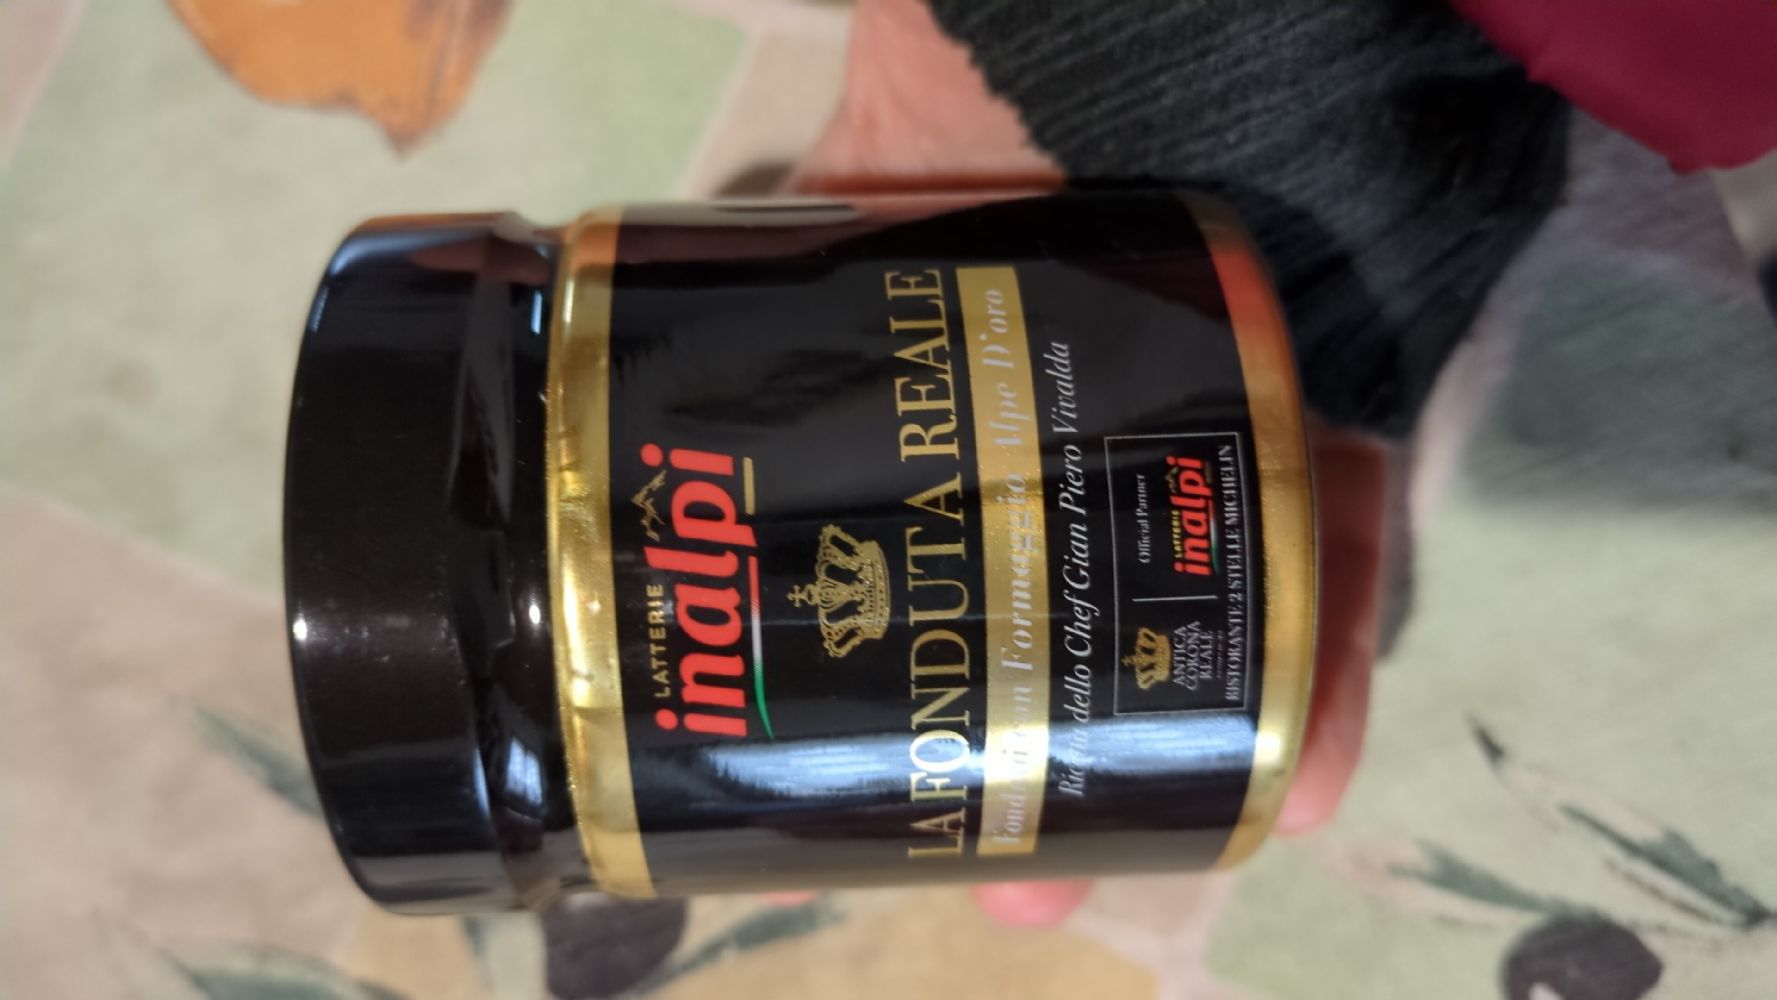 LATTERIE
inalpi
LA FONDUTA REALE
Fonduta con Formaggio Alpe D'oro
Ricetta dello Chef Gian Piero Vivalda
ANTICA
CORONA
REALE
Official Partner
LATTERIE
inalpi
RISTORANTE 2 STELLE MICHELIN